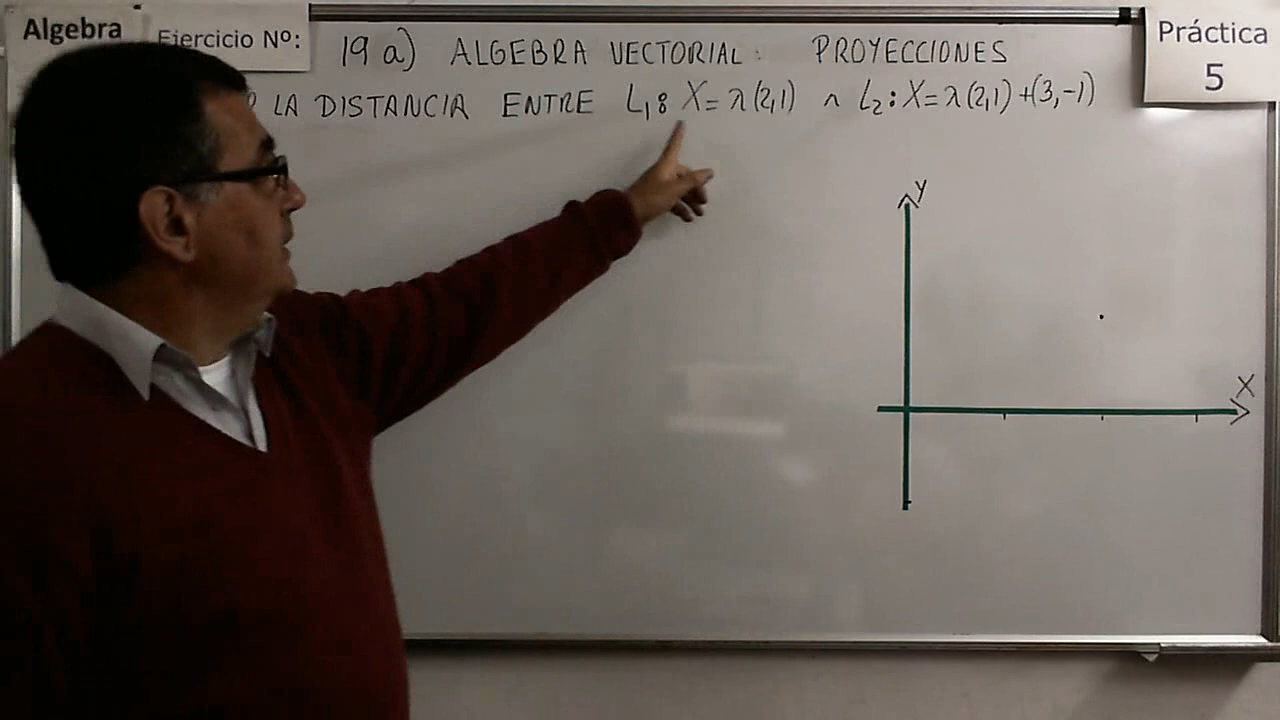 Algebra
Ejercicio Nº:
19 a) ALGEBRA VECTORIAL: PROYECCIONES
Práctica
5
LA DISTANCIA ENTRE L₁: X = λ(2,1) ∧ L₂: X = λ(2,1) + (3,-1)
y
X